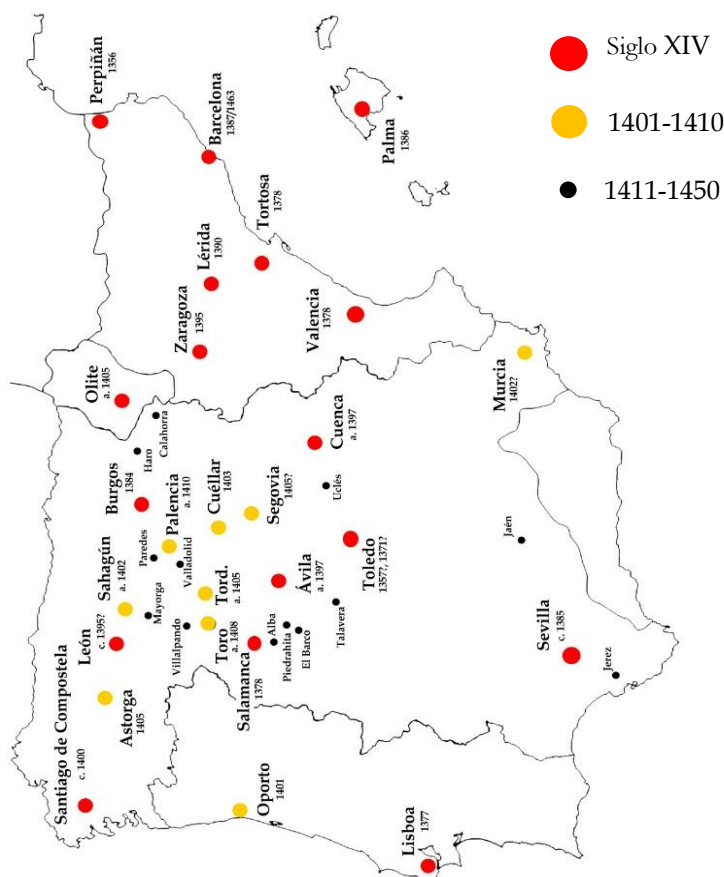 Siglo XIV
1401-1410
1411-1450
Perpiñán
1356
Barcelona
1387/1463
Palma
1386
Tortosa
1378
Lérida
1390
Zaragoza
1395
Valencia
1378
Olite
a. 1405
Murcia
1402?
Calahorra
Haro
Burgos
1384
Cuenca
a. 1397
Uclés
Palencia
a. 1410
Cuéllar
1403
Segovia
1405?
Paredes
Valladolid
Sahagún
a. 1402
Mayorga
Tord.
a. 1405
Ávila
a. 1397
Toledo
1357?, 1371?
Jaén
León
c. 1395?
Villalpando
Toro
a. 1408
Salamanca
1378
Alba
Piedrahita
El Barco
Talavera
Sevilla
c. 1385
Jerez
Astorga
1405
Santiago de Compostela
c. 1400
Oporto
1401
Lisboa
1377